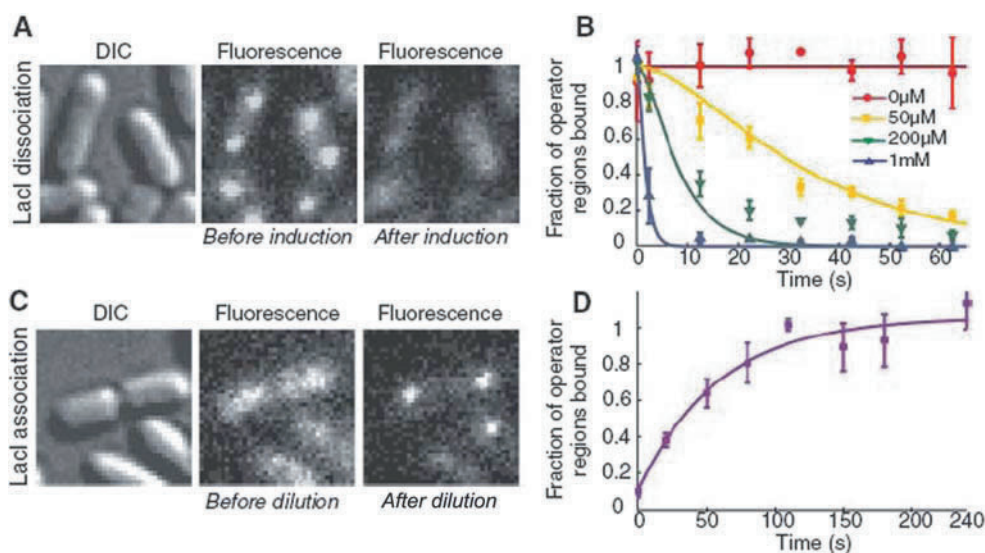 A
DIC
Fluorescence
Fluorescence
LacI dissociation
Before induction
After induction
B
Fraction of operator
regions bound
1
0.8
0.6
0.4
0.2
0
0µM
50µM
200µM
1mM
0
10
20
30
40
50
60
Time (s)
C
DIC
Fluorescence
Fluorescence
LacI association
Before dilution
After dilution
D
Fraction of operator
regions bound
1
0.8
0.6
0.4
0.2
0
0
50
100
150
200
240
Time (s)